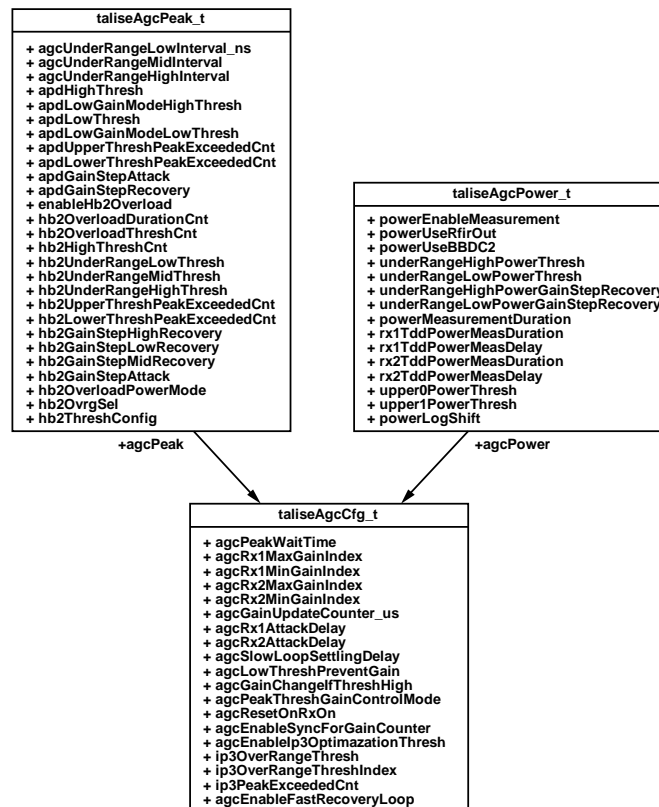 taliseAgcPeak_t
+ agcUnderRangeLowInterval_ns
+ agcUnderRangeMidInterval
+ agcUnderRangeHighInterval
+ apdHighThresh
+ apdLowGainModeHighThresh
+ apdLowThresh
+ apdLowGainModeLowThresh
+ apdUpperThreshPeakExceededCnt
+ apdLowerThreshPeakExceededCnt
+ apdGainStepAttack
+ apdGainStepRecovery
+ enableHb2Overload
+ hb2OverloadDurationCnt
+ hb2OverloadThreshCnt
+ hb2HighThreshCnt
+ hb2UnderRangeLowThresh
+ hb2UnderRangeMidThresh
+ hb2UnderRangeHighThresh
+ hb2UpperThreshPeakExceededCnt
+ hb2LowerThreshPeakExceededCnt
+ hb2GainStepHighRecovery
+ hb2GainStepLowRecovery
+ hb2GainStepMidRecovery
+ hb2GainStepAttack
+ hb2OverloadPowerMode
+ hb2OvrgSel
+ hb2ThreshConfig
taliseAgcPower_t
+ powerEnableMeasurement
+ powerUseRfirOut
+ powerUseBBDC2
+ underRangeHighPowerThresh
+ underRangeLowPowerThresh
+ underRangeHighPowerGainStepRecovery
+ underRangeLowPowerGainStepRecovery
+ powerMeasurementDuration
+ rx1TddPowerMeasDuration
+ rx1TddPowerMeasDelay
+ rx2TddPowerMeasDuration
+ rx2TddPowerMeasDelay
+ upper0PowerThresh
+ upper1PowerThresh
+ powerLogShift
+agcPeak
+agcPower
taliseAgcCfg_t
+ agcPeakWaitTime
+ agcRx1MaxGainIndex
+ agcRx1MinGainIndex
+ agcRx2MaxGainIndex
+ agcRx2MinGainIndex
+ agcGainUpdateCounter_us
+ agcRx1AttackDelay
+ agcRx2AttackDelay
+ agcSlowLoopSettlingDelay
+ agcLowThreshPreventGain
+ agcGainChangeIfThreshHigh
+ agcPeakThreshGainControlMode
+ agcResetOnRxOn
+ agcEnableSyncForGainCounter
+ agcEnableIp3OptimazationThresh
+ ip3OverRangeThresh
+ ip3OverRangeThreshIndex
+ ip3PeakExceededCnt
+ agcEnableFastRecoveryLoop